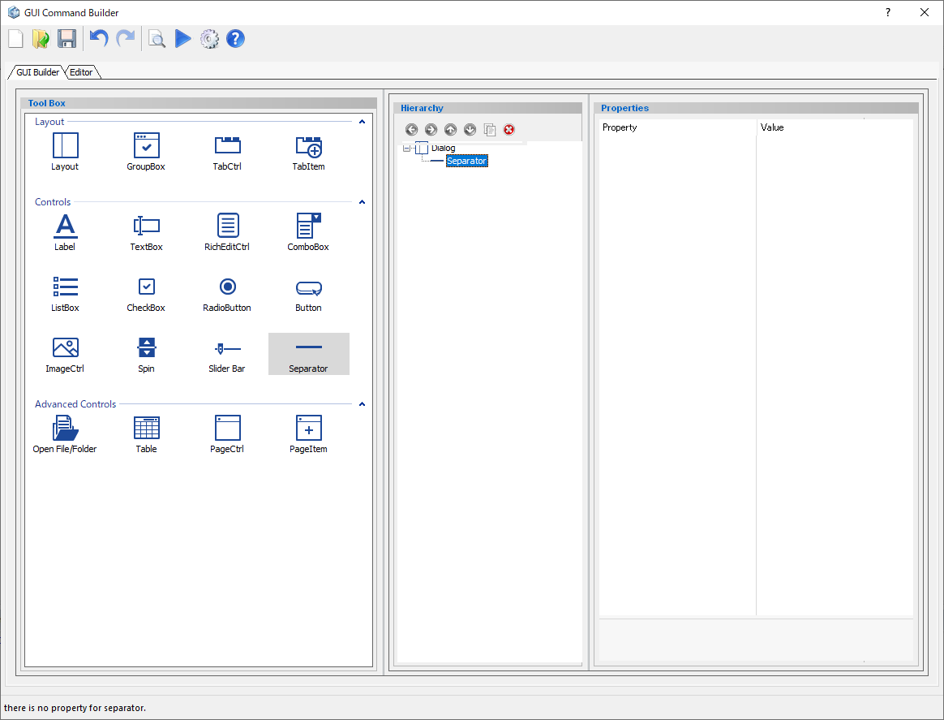 GUI Command Builder
?
GUI Builder Editor
Tool Box
Layout
Layout GroupBox TabCtrl TabItem
Controls
Label TextBox RichEditCtrl ComboBox
ListBox CheckBox RadioButton Button
ImageCtrl Spin Slider Bar Separator
Advanced Controls
Open File/Folder Table PageCtrl PageItem
Hierarchy
Dialog
Separator
Properties
Property Value
there is no property for separator.